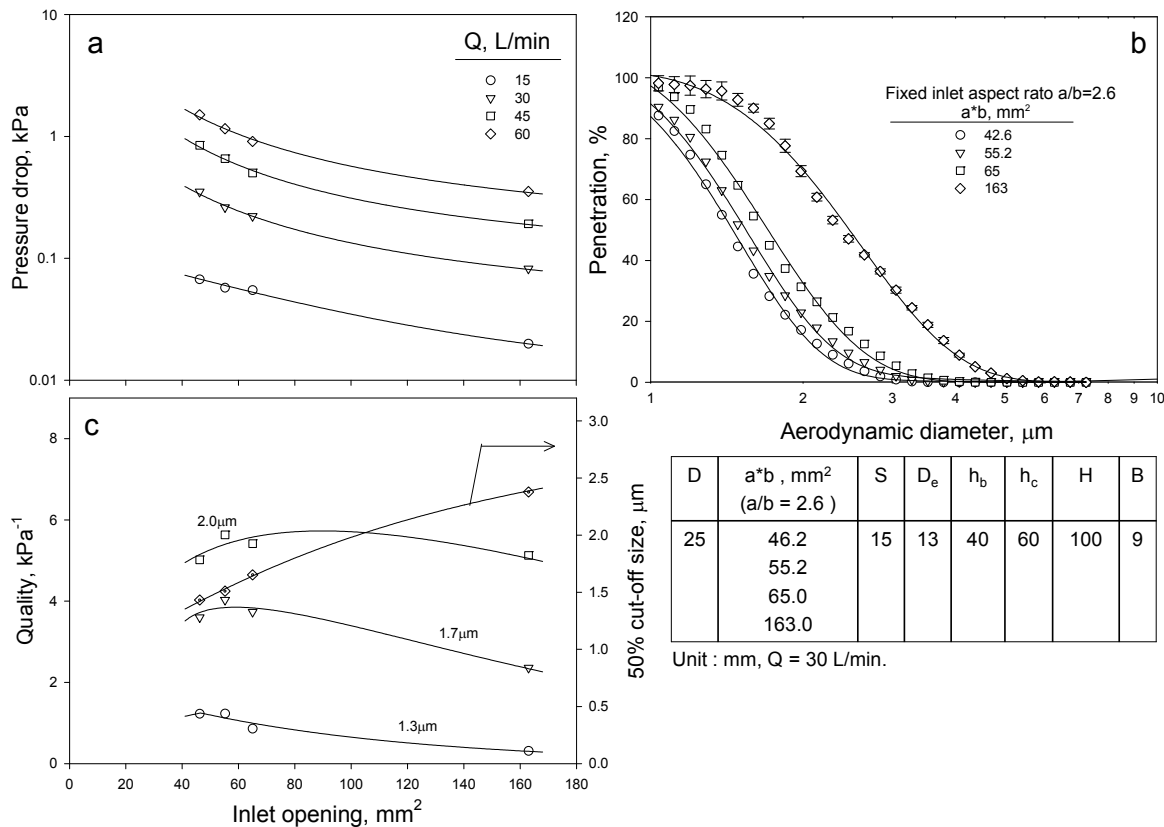 a
Q, L/min
15
30
45
60
10
1
0.1
0.01
Pressure drop, kPa
b
Fixed inlet aspect rato a/b=2.6
a*b, mm²
42.6
55.2
65
163
120
100
80
60
40
20
0
Penetration, %
1 2 3 4 5 6 7 8 9 10
Aerodynamic diameter, μm
c
8
6
4
2
0
Quality, kPa⁻¹
2.0μm
1.7μm
1.3μm
3.0
2.5
2.0
1.5
1.0
0.5
0.0
50% cut-off size, μm
0 20 40 60 80 100 120 140 160 180
Inlet opening, mm²
D a*b , mm² S Dₑ h_b h_c H B
(a/b = 2.6 )
25 46.2 15 13 40 60 100 9
55.2
65.0
163.0
Unit : mm, Q = 30 L/min.